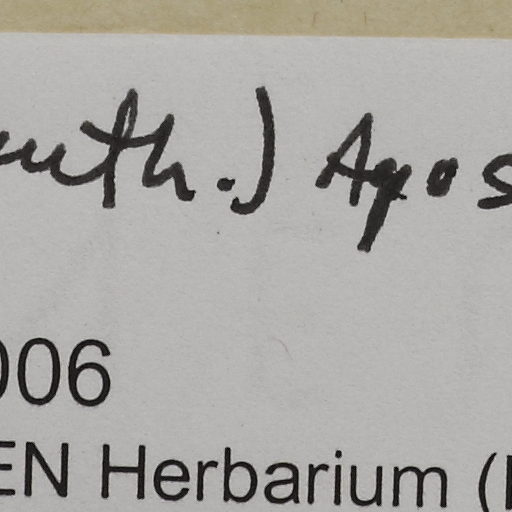 uth.) Agos
006
EN Herbarium (